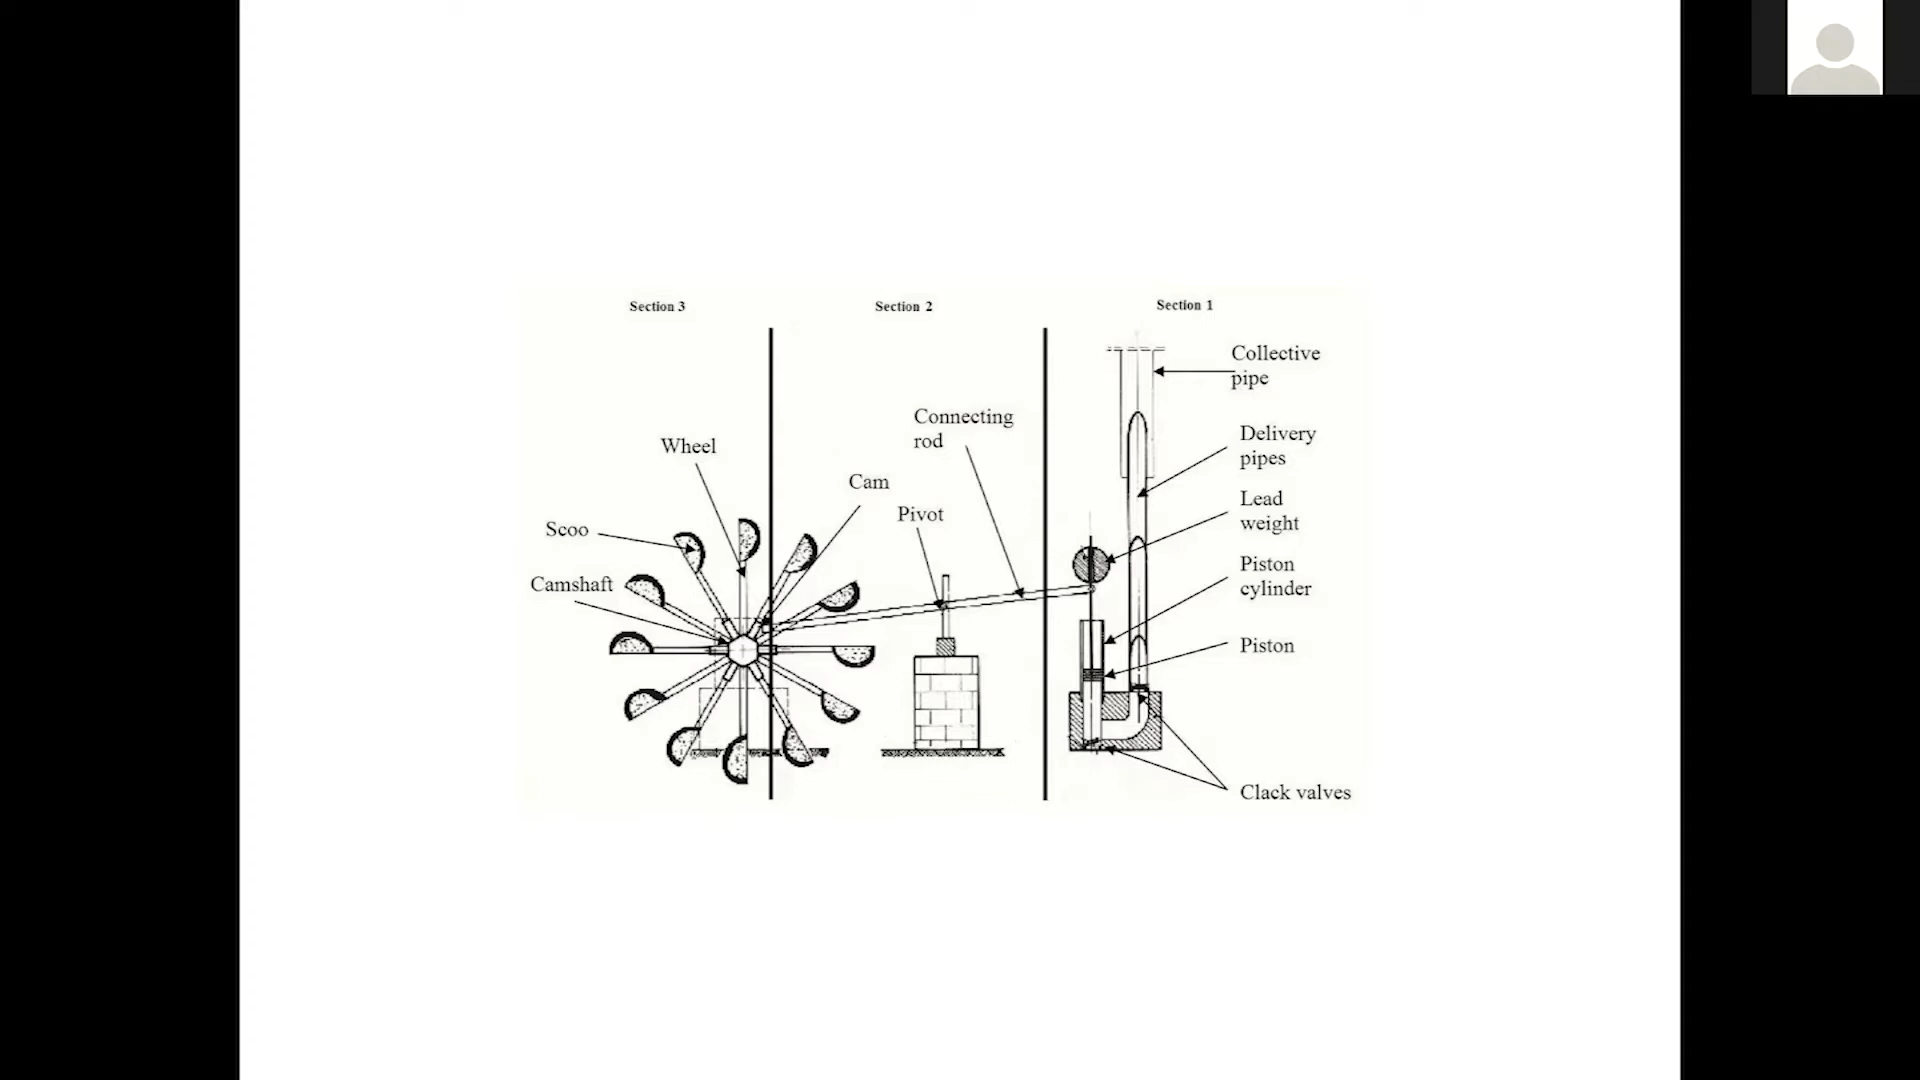 Section 3
Section 2
Section 1
Collective
pipe
Connecting
rod
Delivery
pipes
Wheel
Cam
Lead
weight
Pivot
Scoo
Piston
cylinder
Camshaft
Piston
Clack valves